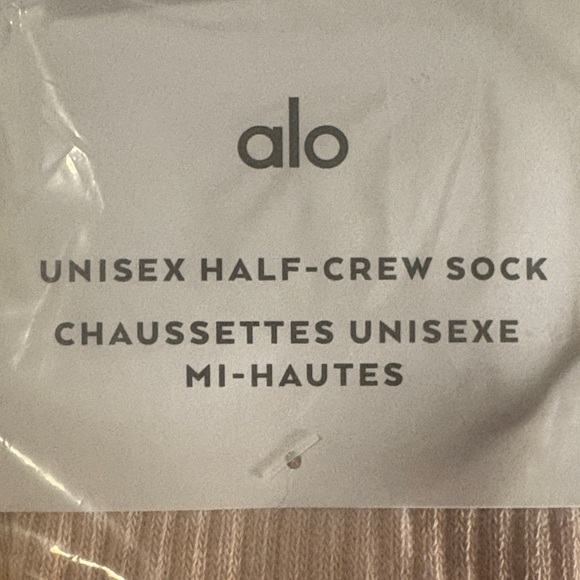 alo
UNISEX HALF-CREW SOCK
CHAUSSETTES UNISEXE
MI-HAUTES